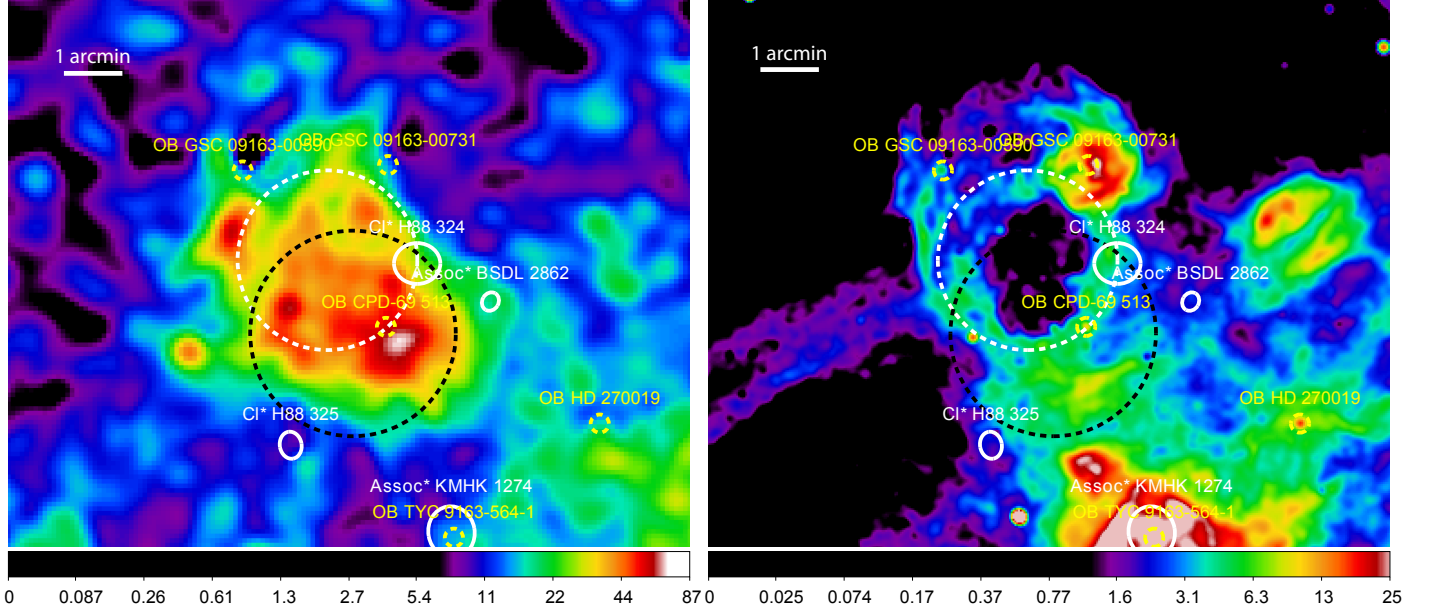 1 arcmin
OB GSC 09163-00590
OB GSC 09163-00731
Cl* H88 324
Assoc* BSDL 2862
OB CPD-69 513
OB HD 270019
Cl* H88 325
Assoc* KMHK 1274
OB TYC 9163-564-1
0 0.087 0.26 0.61 1.3 2.7 5.4 11 22 44 87
1 arcmin
OB GSC 09163-00590
OB GSC 09163-00731
Cl* H88 324
Assoc* BSDL 2862
OB CPD-69 513
OB HD 270019
Cl* H88 325
Assoc* KMHK 1274
OB TYC 9163-564-1
0 0.025 0.074 0.17 0.37 0.77 1.6 3.1 6.3 13 25